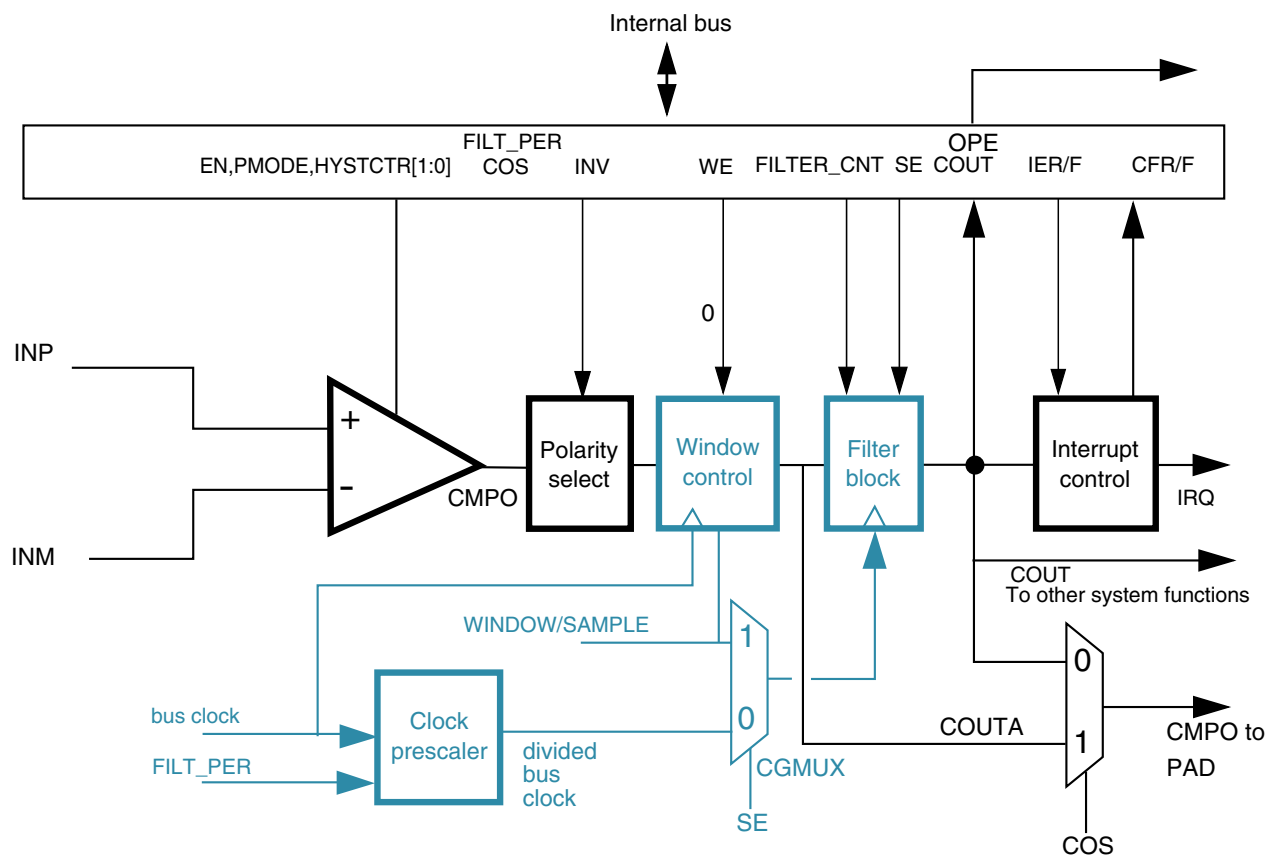 Internal bus
FILT_PER
OPE
EN,PMODE,HYSTCTR[1:0] COS INV WE FILTER_CNT SE COUT IER/F CFR/F
0
INP
+
-
INM
CMPO
Polarity
select
Window
control
Filter
block
Interrupt
control
IRQ
COUT
To other system functions
WINDOW/SAMPLE
1
0
CGMUX
SE
bus clock
FILT_PER
Clock
prescaler
divided
bus
clock
COUTA
0
1
CMPO to
PAD
COS